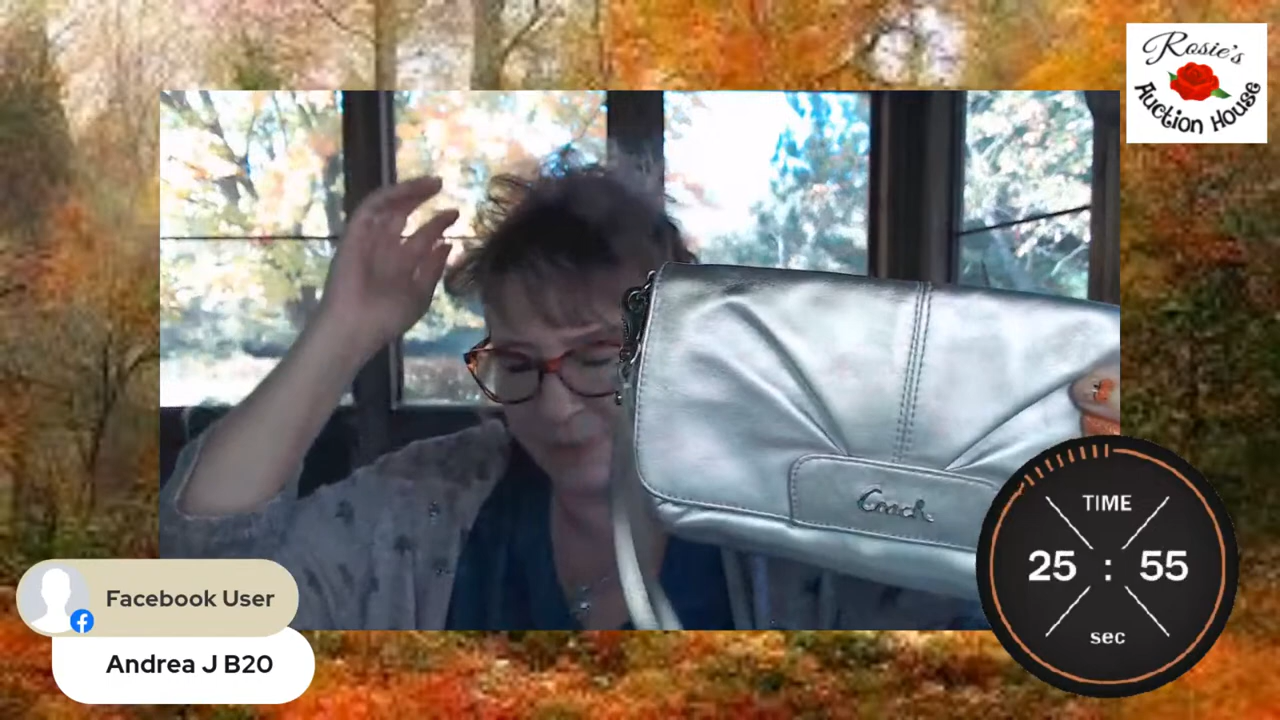 Rosie's
Auction House
Coach
TIME
25 : 55
sec
Facebook User
Andrea J B20